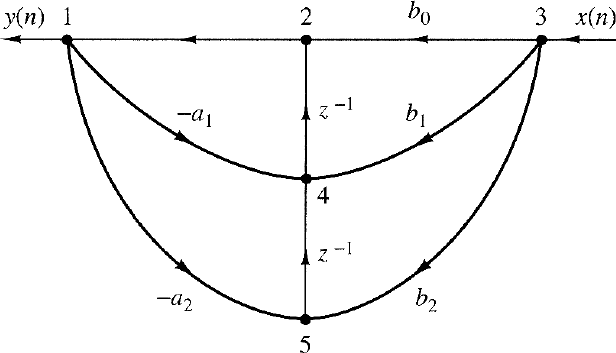 y(n) 1 2 b₀ 3 x(n)
−a₁ z⁻¹ b₁
4
z⁻¹
−a₂ b₂
5